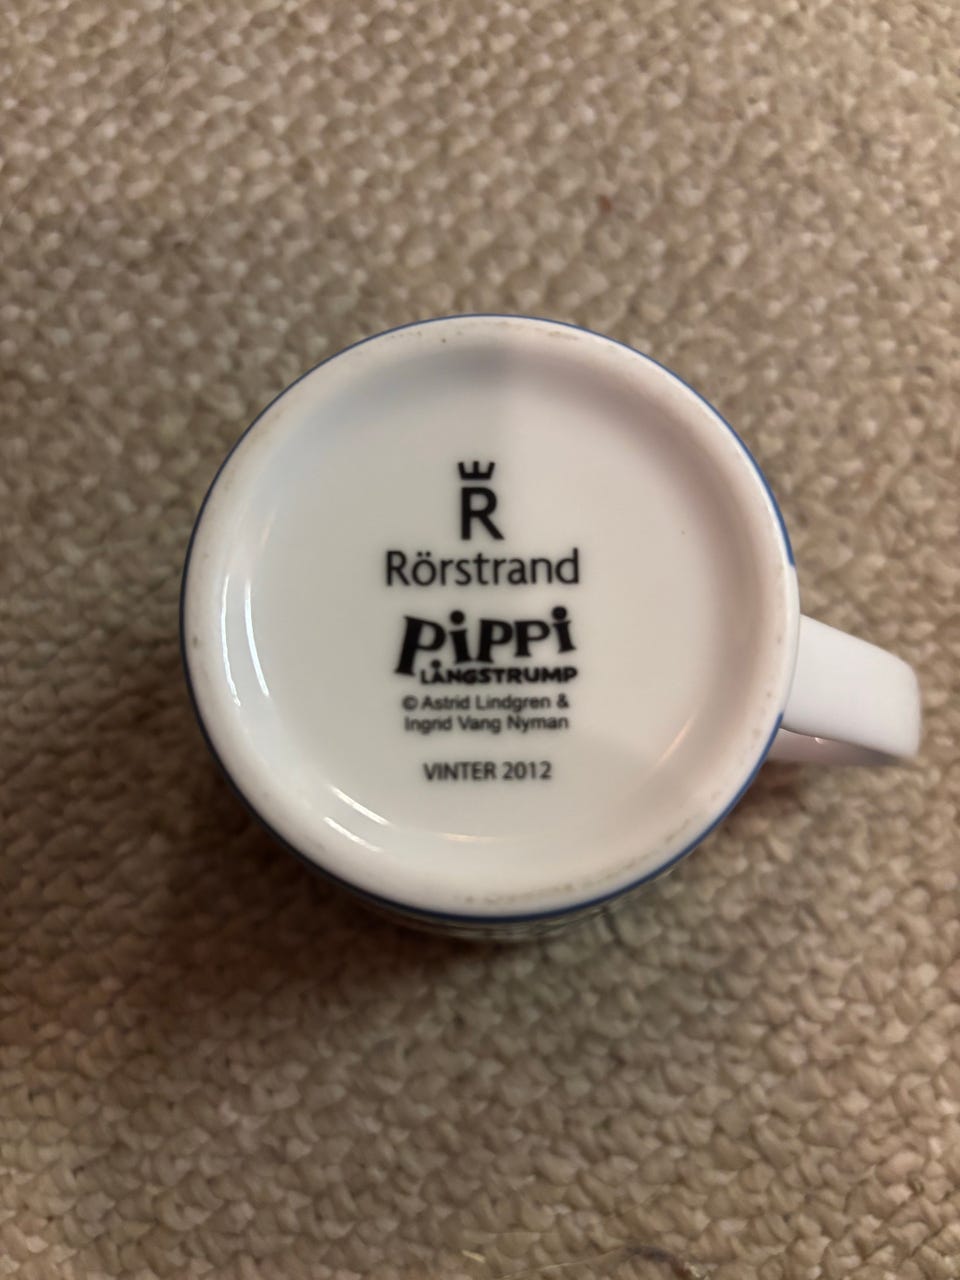 R
Rörstrand
PiPPi
LÅNGSTRUMP
© Astrid Lindgren &
Ingrid Vang Nyman
VINTER 2012